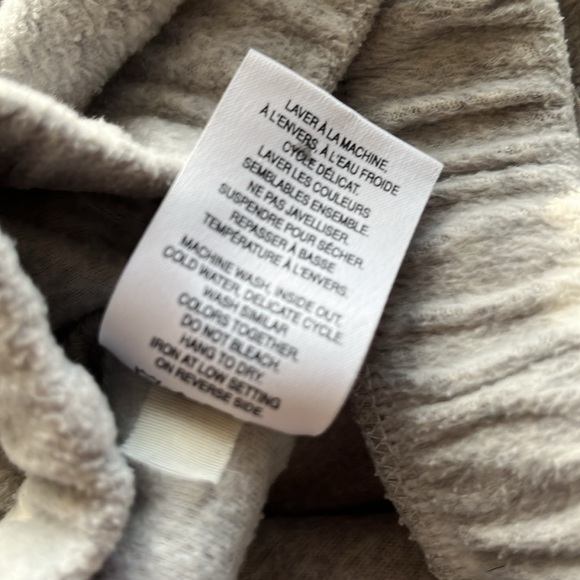 LAVER À LA MACHINE,
À L'ENVERS, À L'EAU FROIDE
CYCLE DÉLICAT.
LAVER LES COULEURS
SEMBLABLES ENSEMBLE.
NE PAS JAVELLISER.
SUSPENDRE POUR SÉCHER.
REPASSER À BASSE
TEMPÉRATURE À L'ENVERS.
MACHINE WASH, INSIDE OUT,
COLD WATER, DELICATE CYCLE.
WASH SIMILAR
COLORS TOGETHER.
DO NOT BLEACH.
HANG TO DRY.
IRON AT LOW SETTING
ON REVERSE SIDE.